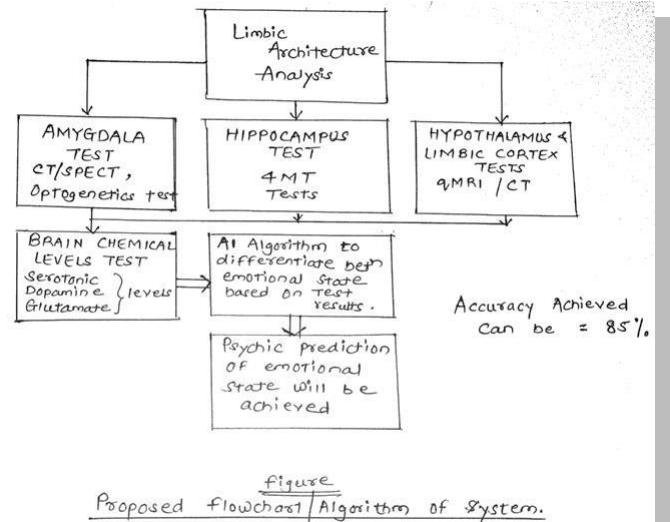 Limbic
Architecture
Analysis
AMYGDALA
TEST
CT/SPECT,
Optogenetics test
HIPPOCAMPUS
TEST
4MT
Tests
HYPOTHALAMUS &
LIMBIC CORTEX
TESTS
qMRI / CT
BRAIN CHEMICAL
LEVELS TEST
Serotonic
Dopamine } levels
Glutamate
AI Algorithm to
differentiate betn
emotional state
based on Test
results.
Accuracy Achieved
can be = 85%.
Psychic prediction
OF emotional
state will be
achieved
figure
Proposed flowchart/Algorithm of System.